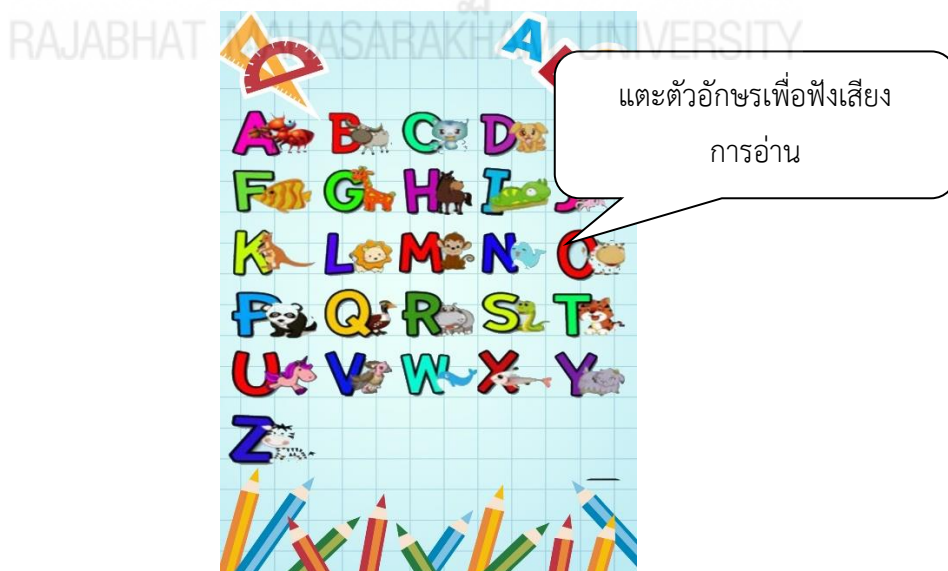 RAJABHAT MAHASARAKHAM UNIVERSITY
A
แตะตัวอักษรเพื่อฟังเสียง
การอ่าน
A B C D
F G H I J
K L M N O
P Q R S T
U V W X Y
Z